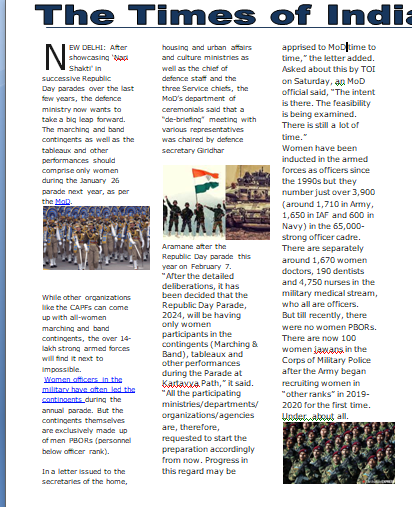 The Times of India
NEW DELHI: After
showcasing 'Nari
Shakti' in
successive Republic
Day parades over the last
few years, the defence
ministry now wants to
take a big leap forward.
The marching and band
contingents as well as the
tableaux and other
performances should
comprise only women
during the January 26
parade next year, as per
the MoD.
While other organizations
like the CAPFs can come
up with all-women
marching and band
contingents, the over 14-
lakh strong armed forces
will find it next to
impossible.
Women officers in the
military have often led the
contingents during the
annual parade. But the
contingents themselves
are exclusively made up
of men PBORs (personnel
below officer rank).
In a letter issued to the
secretaries of the home,
housing and urban affairs
and culture ministries as
well as the chief of
defence staff and the
three Service chiefs, the
MoD's department of
ceremonials said that a
"de-briefing" meeting with
various representatives
was chaired by defence
secretary Giridhar
Aramane after the
Republic Day Parade this
year on February 7.
"After the detailed
deliberations, it has
been decided that the
Republic Day Parade,
2024, will be having
only women
participants in the
contingents (Marching &
Band), tableaux and
other performances
during the Parade at
Kartavya Path," it said.
"All the participating
ministries/departments/
organizations/agencies
are, therefore,
requested to start the
preparation accordingly
from now. Progress in
this regard may be
apprised to MoD time to
time," the letter added.
Asked about this by TOI
on Saturday, an MoD
official said, "The intent
is there. The feasibility
is being examined.
There is still a lot of
time."
Women have been
inducted in the armed
forces as officers since
the 1990s but they
number just over 3,900
(around 1,710 in Army,
1,650 in IAF and 600 in
Navy) in the 65,000-
strong officer cadre.
There are separately
around 1,670 women
doctors, 190 dentists
and 4,750 nurses in the
military medical stream,
who all are officers.
But till recently, there
were no women PBORs.
There are now 100
women jawans in the
Corps of Military Police
after the Army began
recruiting women in
"other ranks" in 2019-
2020 for the first time.
Under about all.